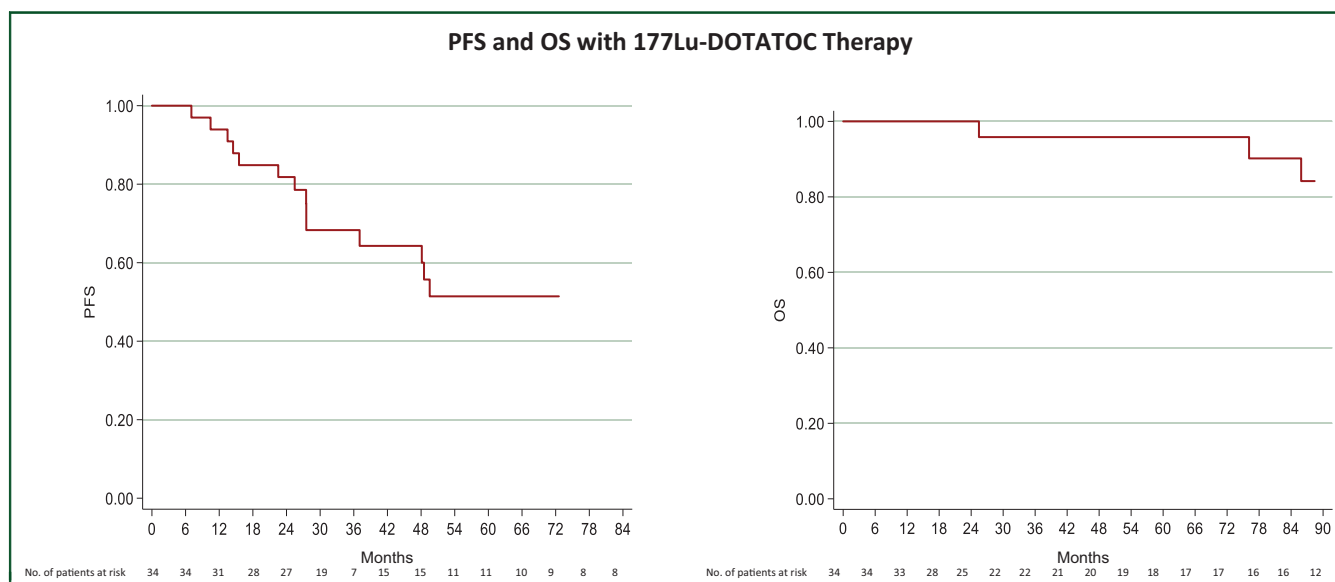 PFS and OS with 177Lu-DOTATOC Therapy
1.00
0.80
0.60
0.40
0.20
0.00
PFS
0 6 12 18 24 30 36 42 48 54 60 66 72 78 84
Months
No. of patients at risk 34 34 31 28 27 19 7 15 15 11 11 10 9 8 8
1.00
0.80
0.60
0.40
0.20
0.00
OS
0 6 12 18 24 30 36 42 48 54 60 66 72 78 84 90
Months
No. of patients at risk 34 34 33 28 25 22 22 21 20 19 18 17 17 16 16 12